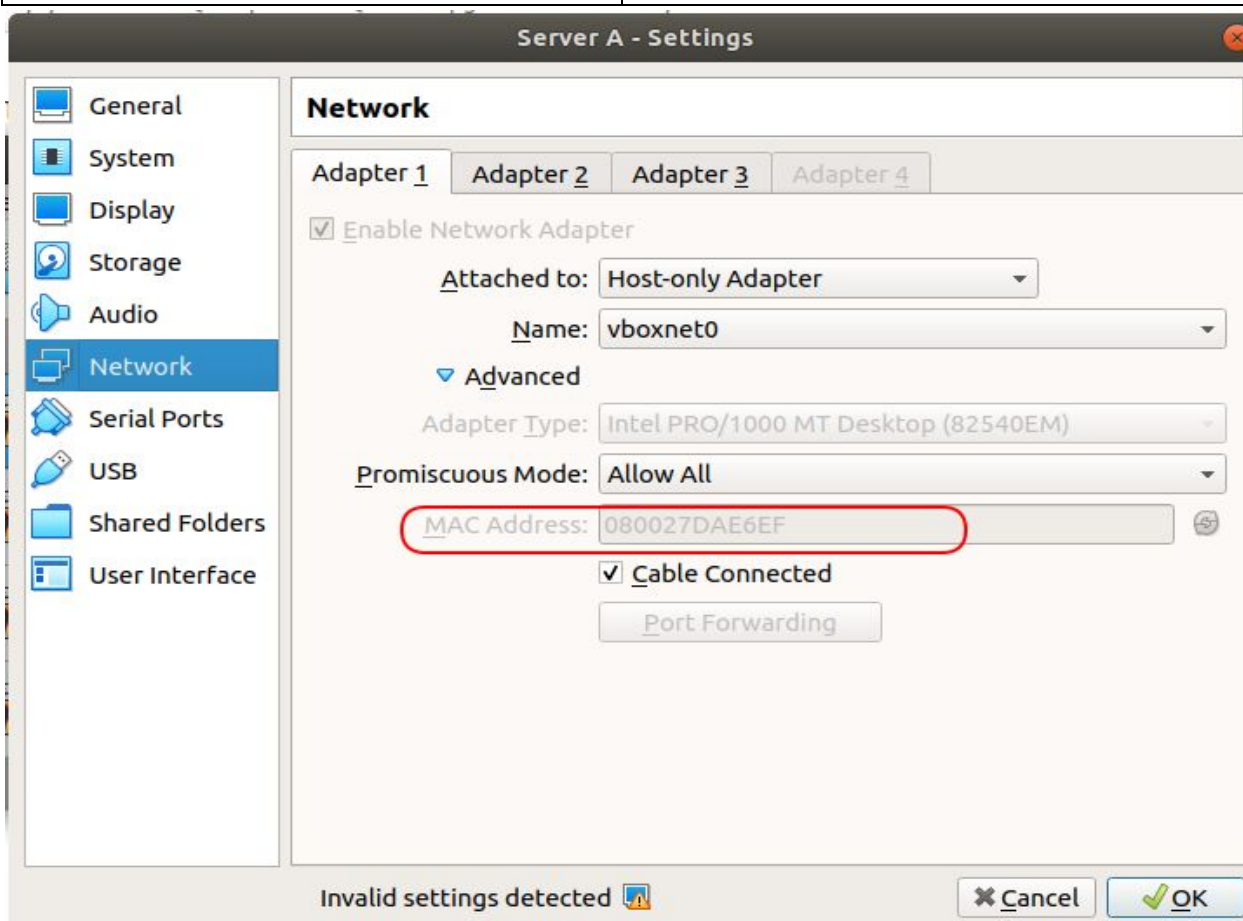 Server A - Settings
General
System
Display
Storage
Audio
Network
Serial Ports
USB
Shared Folders
User Interface
Network
Adapter 1 Adapter 2 Adapter 3 Adapter 4
Enable Network Adapter
Attached to: Host-only Adapter
Name: vboxnet0
Advanced
Adapter Type: Intel PRO/1000 MT Desktop (82540EM)
Promiscuous Mode: Allow All
MAC Address: 080027DAE6EF
Cable Connected
Port Forwarding
Invalid settings detected
Cancel OK